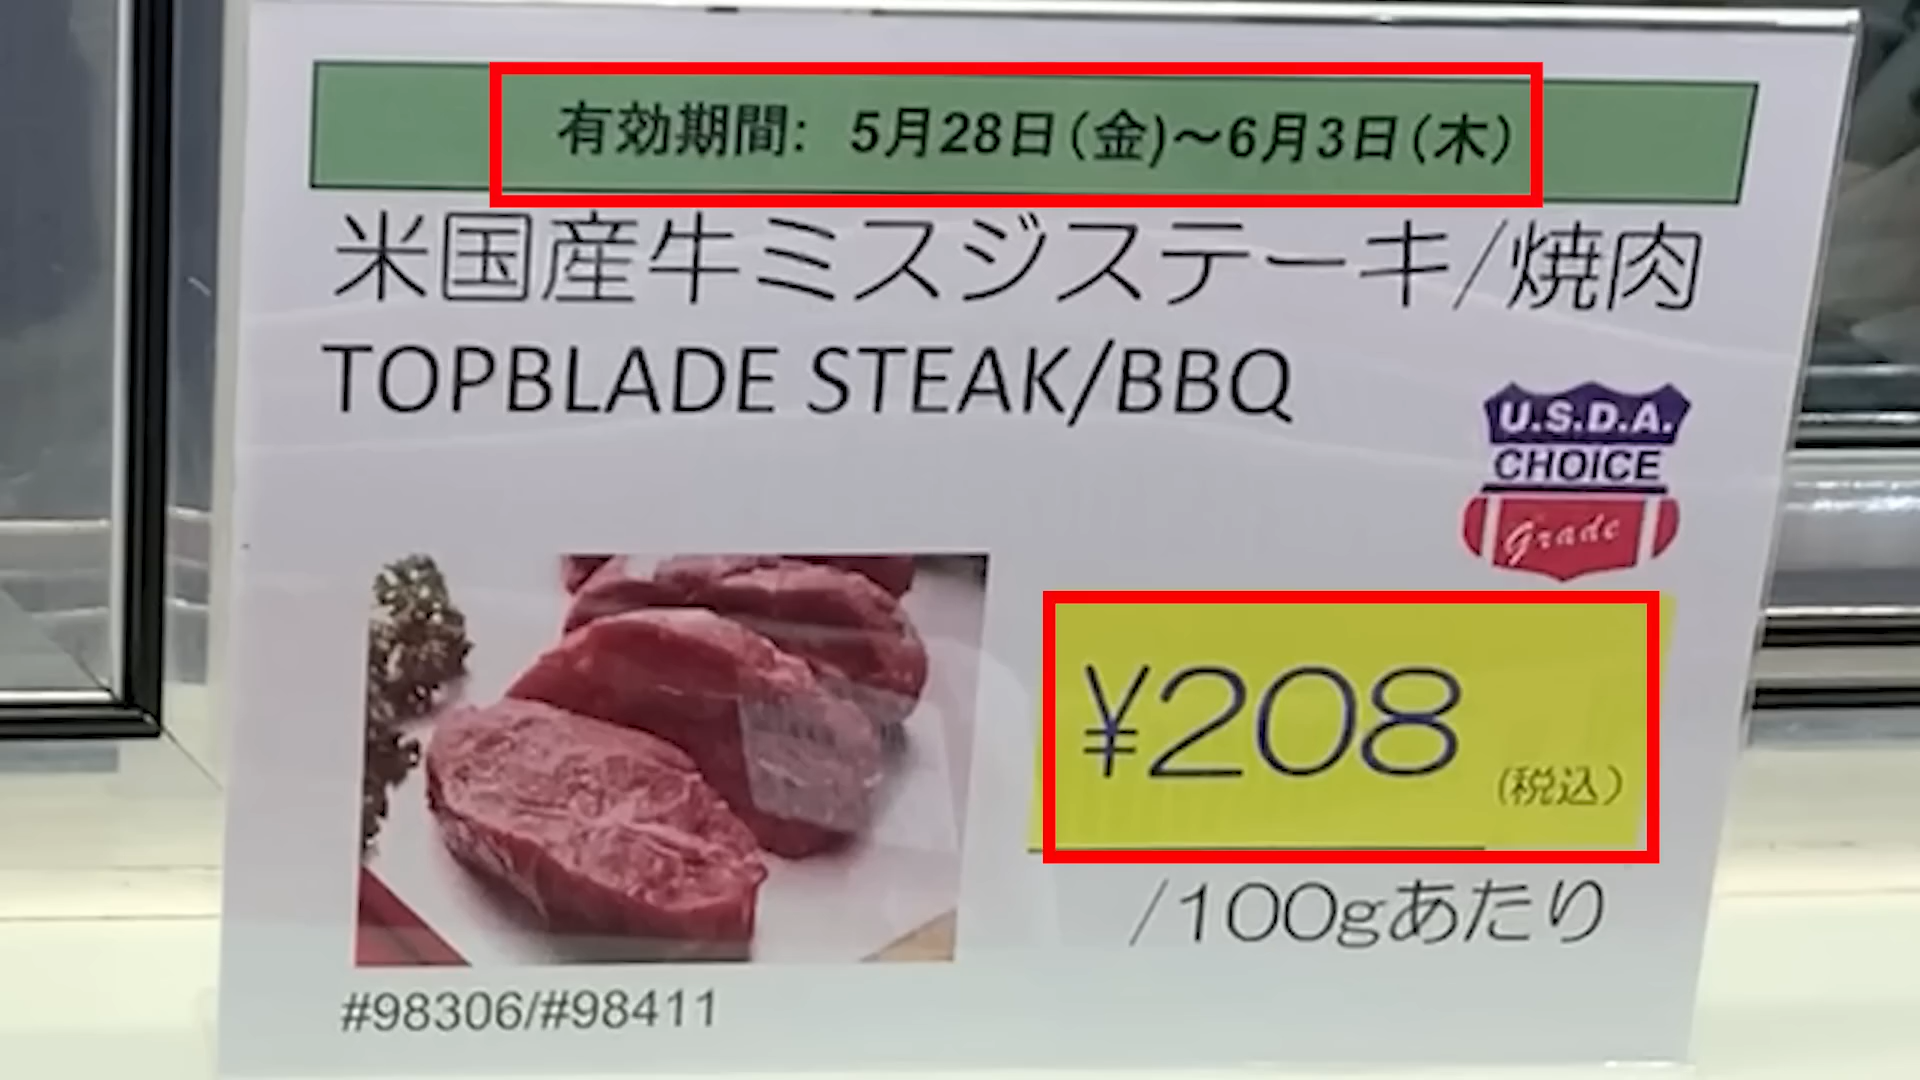 有効期間: 5月28日(金)～6月3日(木)
米国産牛ミスジステーキ/焼肉
TOPBLADE STEAK/BBQ
U.S.D.A.
CHOICE
Grade
¥208
(税込)
/100gあたり
#98306/#98411